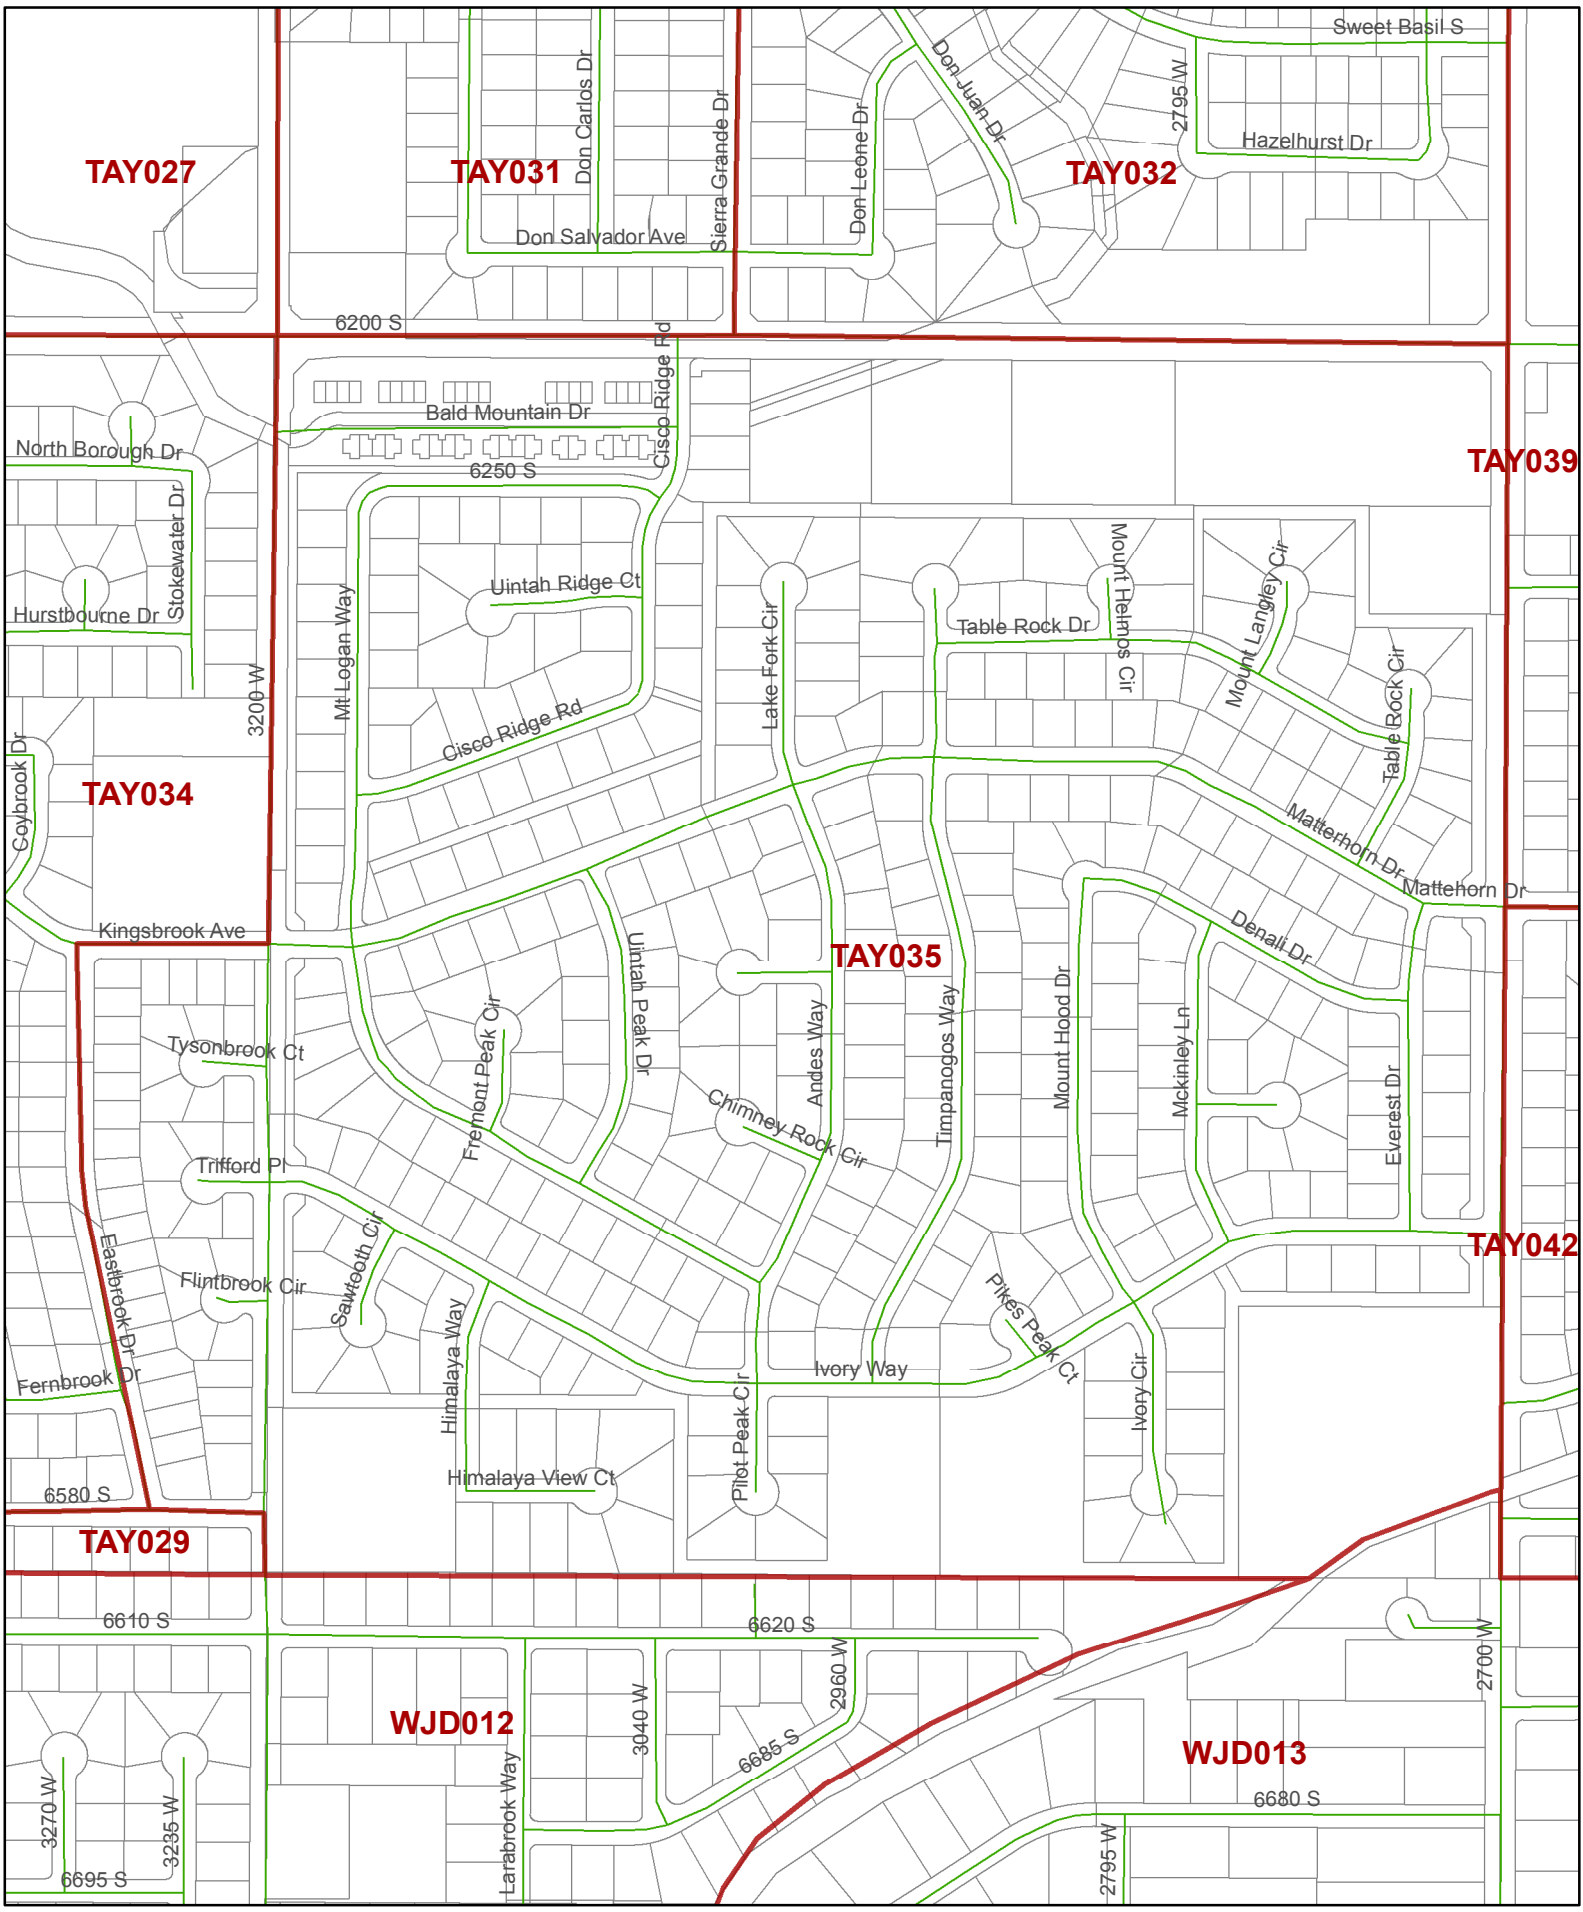 Sweet Basil S
Don Carlos Dr
Sierra Grande Dr
Don Leone Dr
Don Juan Dr
2795 W
Hazelhurst Dr
TAY027
TAY031
TAY032
Don Salvador Ave
6200 S
Cisco Ridge Rd
Bald Mountain Dr
North Borough Dr
6250 S
TAY039
Stokewater Dr
Uintah Ridge Ct
Mount Helmos Cir
Mount Langley Cir
Hurstbourne Dr
Mt Logan Way
Lake Fork Cir
Table Rock Dr
Table Rock Cir
3200 W
Cisco Ridge Rd
Coybrook Dr
TAY034
Matterhorn Dr
Mattehorn Dr
Kingsbrook Ave
Uintah Peak Dr
TAY035
Denali Dr
Fremont Peak Cir
Andes Way
Timpanogos Way
Mount Hood Dr
Mckinley Ln
Everest Dr
Tysonbrook Ct
Chimney Rock Cir
Trifford Pl
Eastbrook Dr
Sawtooth Cir
TAY042
Flintbrook Cir
Himalaya Way
Pikes Peak Ct
Fernbrook Dr
Ivory Way
Pilot Peak Cir
Ivory Cir
Himalaya View Ct
6580 S
TAY029
6610 S
6620 S
2960 W
2700 W
3040 W
WJD012
6685 S
WJD013
Larabrook Way
3270 W
3235 W
6680 S
2795 W
6695 S